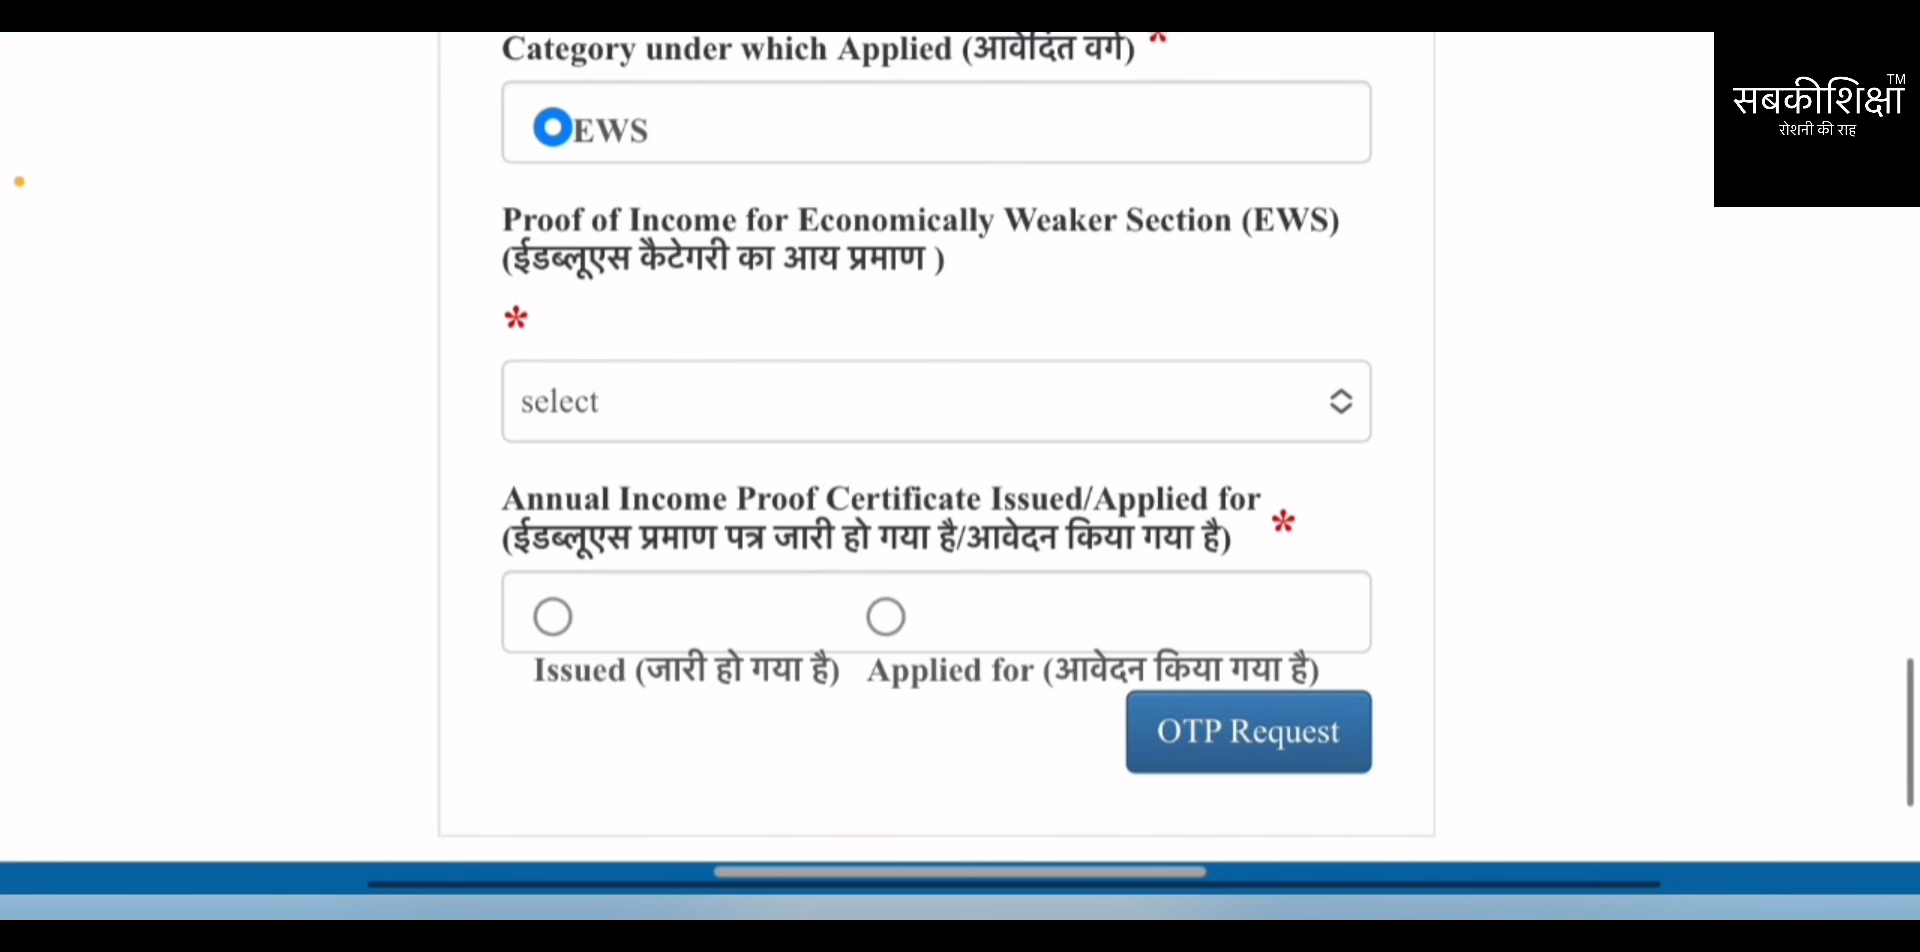 Category under which Applied (आवेदित वर्ग) *
सबकीशिक्षा TM
रोशनी की राह
EWS
Proof of Income for Economically Weaker Section (EWS)
(ईडब्लूएस कैटेगरी का आय प्रमाण )
*
select
Annual Income Proof Certificate Issued/Applied for
(ईडब्लूएस प्रमाण पत्र जारी हो गया है/आवेदन किया गया है) *
Issued (जारी हो गया है) Applied for (आवेदन किया गया है)
OTP Request